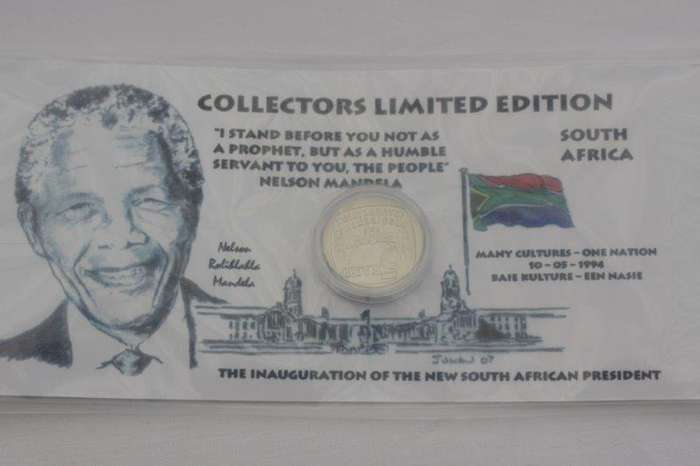 COLLECTORS LIMITED EDITION
"I STAND BEFORE YOU NOT AS
A PROPHET, BUT AS A HUMBLE
SERVANT TO YOU, THE PEOPLE"
NELSON MANDELA
SOUTH
AFRICA
Nelson
Rolihlahla
Mandela
MANY CULTURES – ONE NATION
10 – 05 – 1994
BAIE KULTURE – EEN NASIE
THE INAUGURATION OF THE NEW SOUTH AFRICAN PRESIDENT